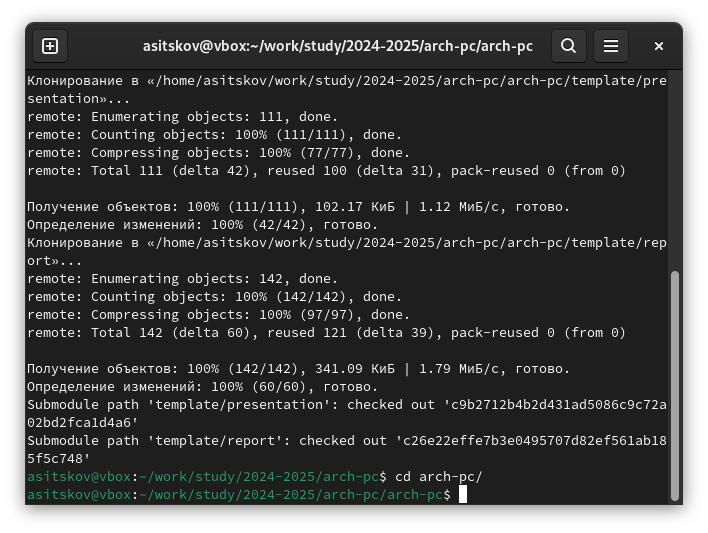 asitskov@vbox:~/work/study/2024-2025/arch-pc/arch-pc
Клонирование в «/home/asitskov/work/study/2024-2025/arch-pc/arch-pc/template/pre
sentation»...
remote: Enumerating objects: 111, done.
remote: Counting objects: 100% (111/111), done.
remote: Compressing objects: 100% (77/77), done.
remote: Total 111 (delta 42), reused 100 (delta 31), pack-reused 0 (from 0)
Получение объектов: 100% (111/111), 102.17 КиБ | 1.12 МиБ/с, готово.
Определение изменений: 100% (42/42), готово.
Клонирование в «/home/asitskov/work/study/2024-2025/arch-pc/arch-pc/template/rep
ort»...
remote: Enumerating objects: 142, done.
remote: Counting objects: 100% (142/142), done.
remote: Compressing objects: 100% (97/97), done.
remote: Total 142 (delta 60), reused 121 (delta 39), pack-reused 0 (from 0)
Получение объектов: 100% (142/142), 341.09 КиБ | 1.79 МиБ/с, готово.
Определение изменений: 100% (60/60), готово.
Submodule path 'template/presentation': checked out 'c9b2712b4b2d431ad5086c9c72a
02bd2fca1d4a6'
Submodule path 'template/report': checked out 'c26e22effe7b3e0495707d82ef561ab18
5f5c748'
asitskov@vbox:~/work/study/2024-2025/arch-pc$ cd arch-pc/
asitskov@vbox:~/work/study/2024-2025/arch-pc/arch-pc$